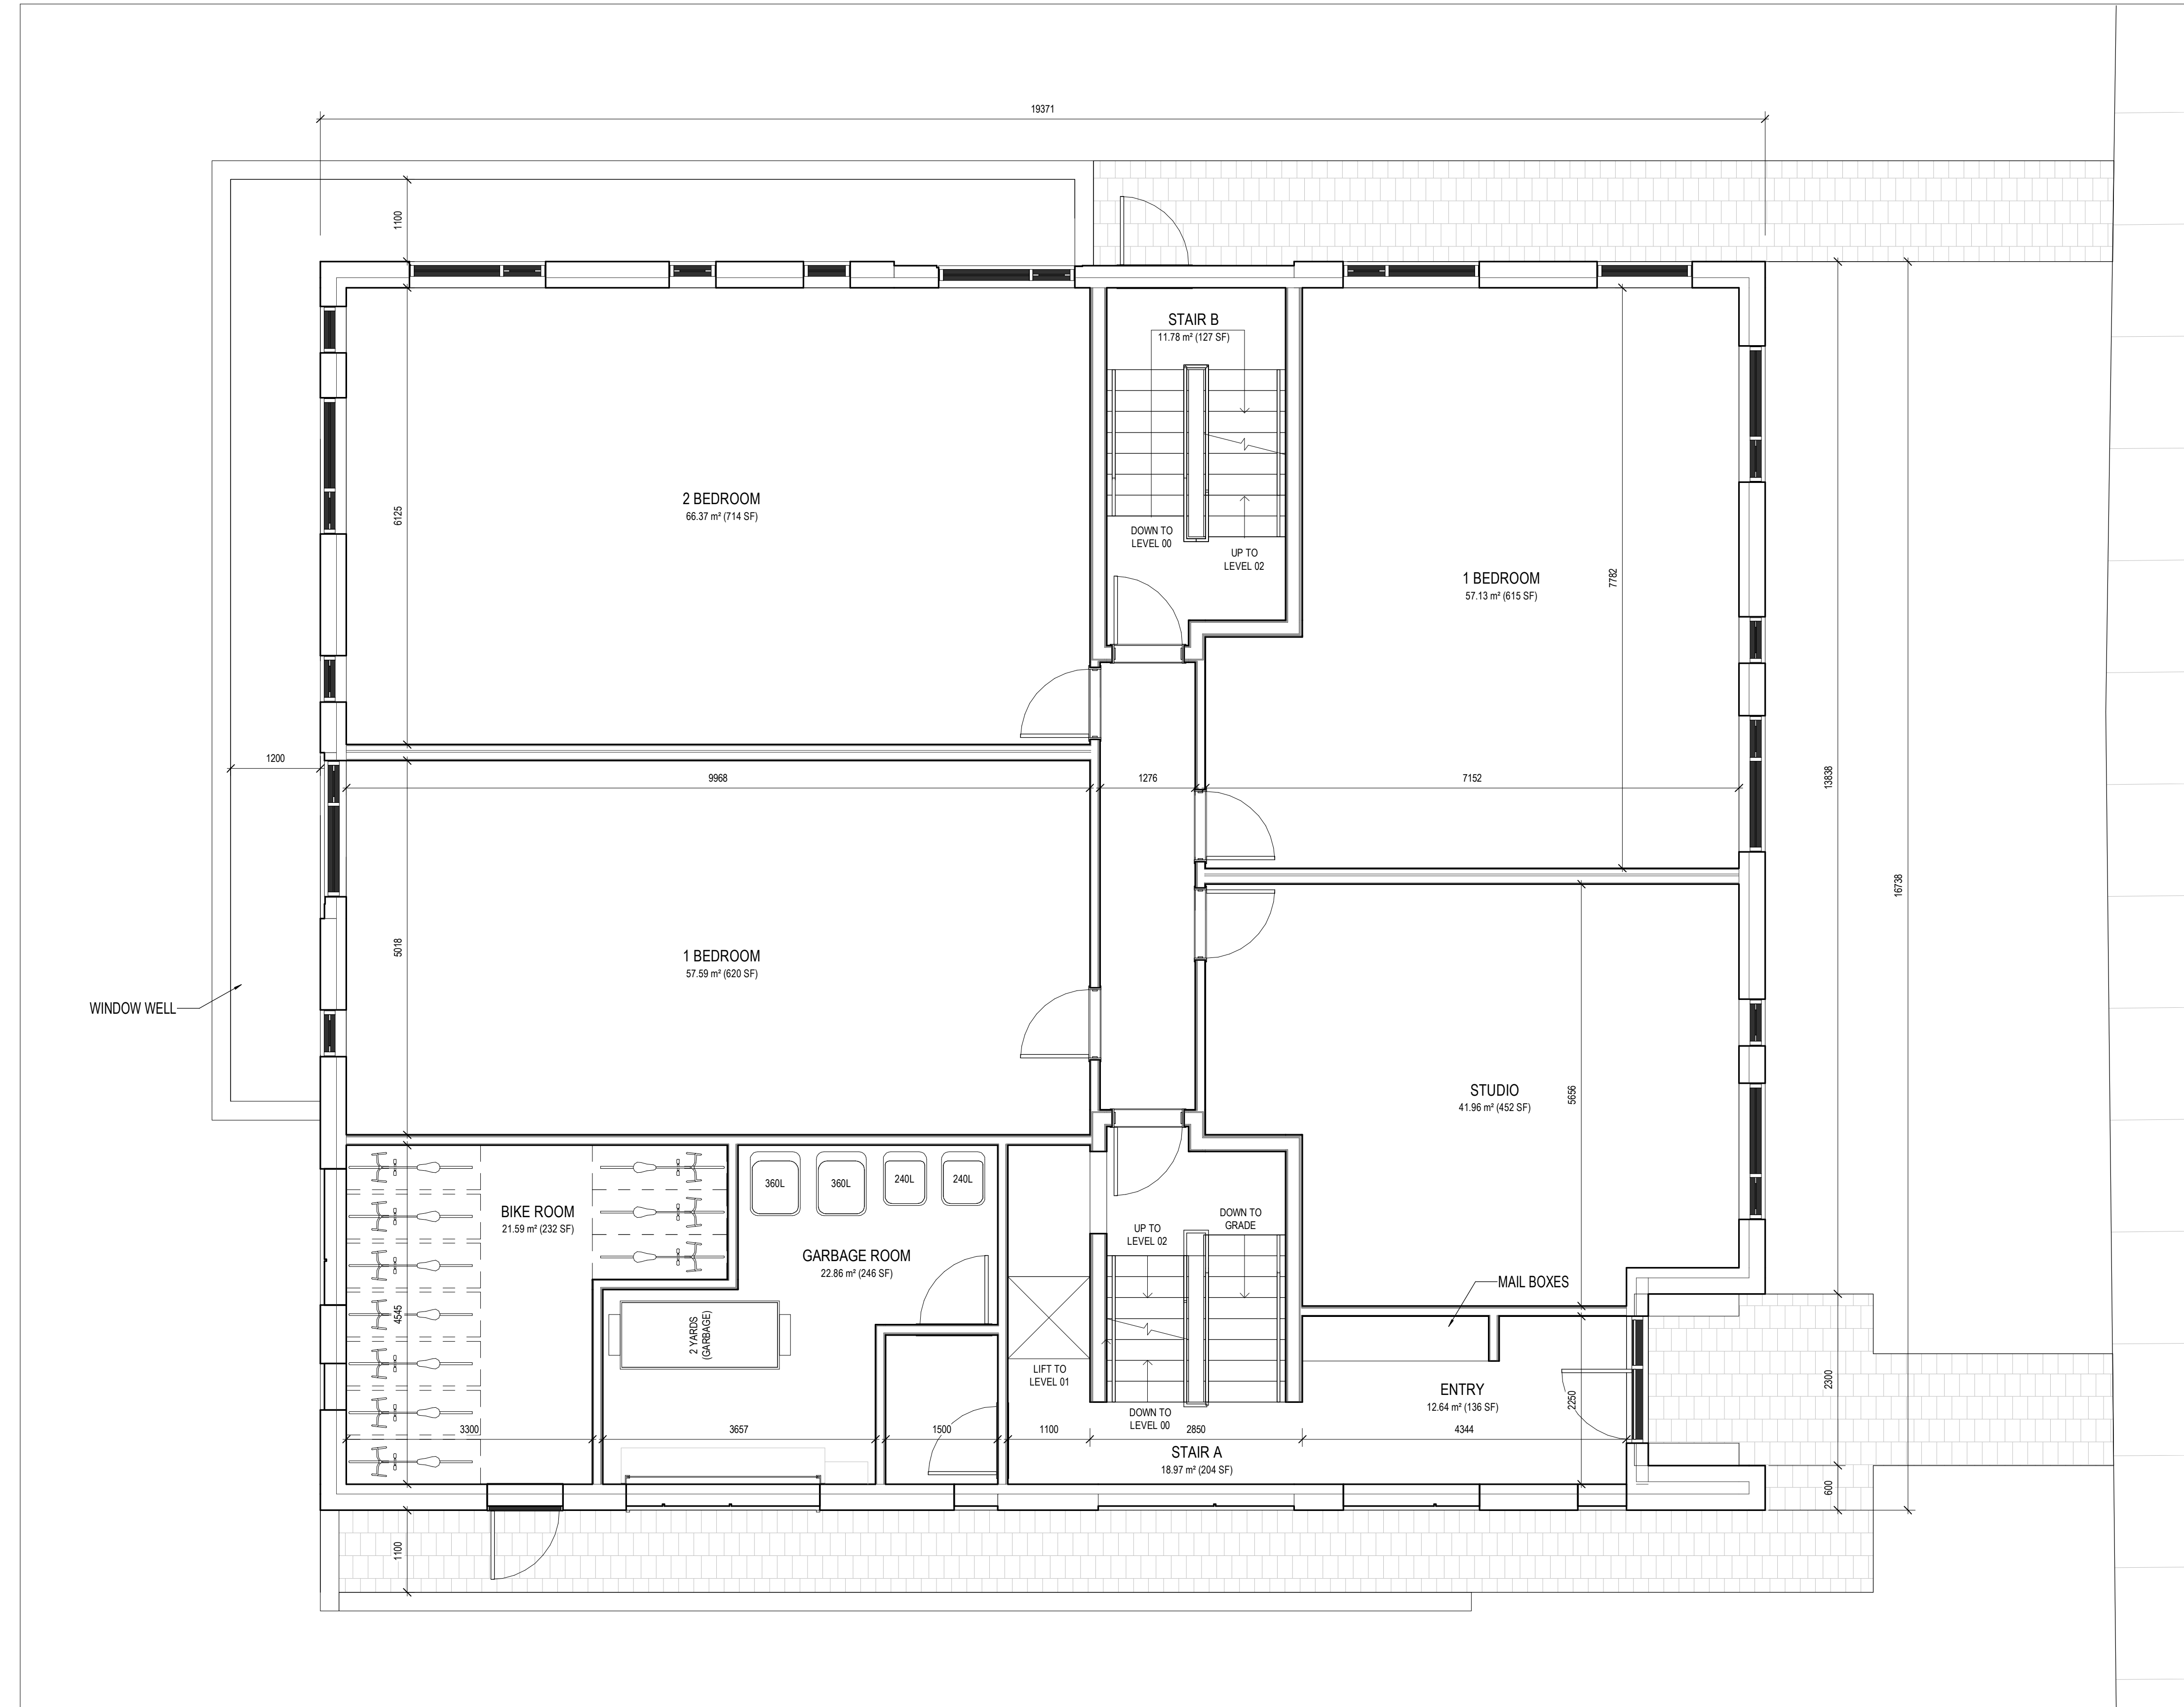 19371
1100
STAIR B
11.78 m² (127 SF)
2 BEDROOM
66.37 m² (714 SF)
6125
DOWN TO
LEVEL 00
UP TO
LEVEL 02
1 BEDROOM
57.13 m² (615 SF)
7782
1200
9968
1276
7152
13838
16738
5018
1 BEDROOM
57.59 m² (620 SF)
WINDOW WELL
STUDIO
41.96 m² (452 SF)
5656
360L
360L
240L
240L
BIKE ROOM
21.59 m² (232 SF)
GARBAGE ROOM
22.86 m² (246 SF)
UP TO
LEVEL 02
DOWN TO
GRADE
MAIL BOXES
4545
2 YARDS
(GARBAGE)
LIFT TO
LEVEL 01
DOWN TO
LEVEL 00
ENTRY
12.64 m² (136 SF)
2250
2300
3300
3657
1500
1100
2850
4344
STAIR A
18.97 m² (204 SF)
600
1100